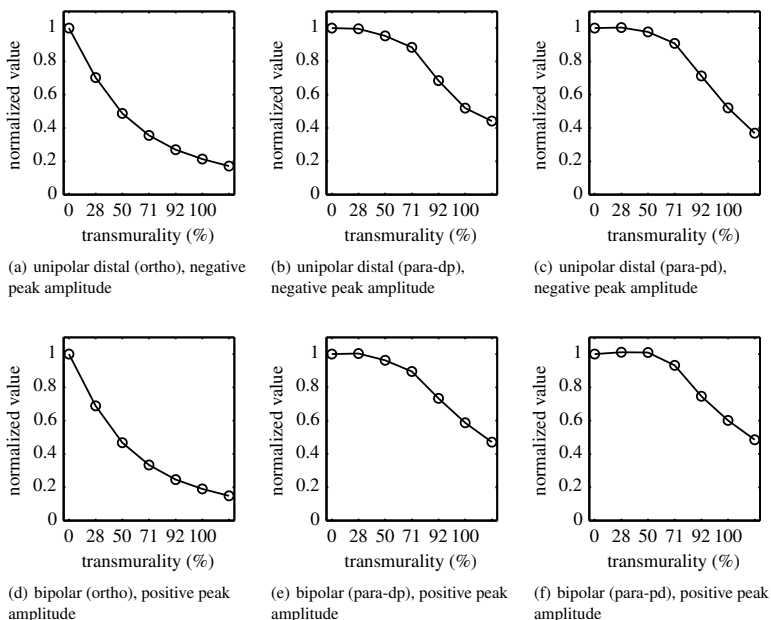 1
0.8
0.6
0.4
0.2
0
normalized value
0 28 50 71 92 100
transmurality (%)
(a) unipolar distal (ortho), negative
peak amplitude
1
0.8
0.6
0.4
0.2
0
normalized value
0 28 50 71 92 100
transmurality (%)
(b) unipolar distal (para-dp),
negative peak amplitude
1
0.8
0.6
0.4
0.2
0
normalized value
0 28 50 71 92 100
transmurality (%)
(c) unipolar distal (para-pd),
negative peak amplitude
1
0.8
0.6
0.4
0.2
0
normalized value
0 28 50 71 92 100
transmurality (%)
(d) bipolar (ortho), positive peak
amplitude
1
0.8
0.6
0.4
0.2
0
normalized value
0 28 50 71 92 100
transmurality (%)
(e) bipolar (para-dp), positive peak
amplitude
1
0.8
0.6
0.4
0.2
0
normalized value
0 28 50 71 92 100
transmurality (%)
(f) bipolar (para-pd), positive peak
amplitude